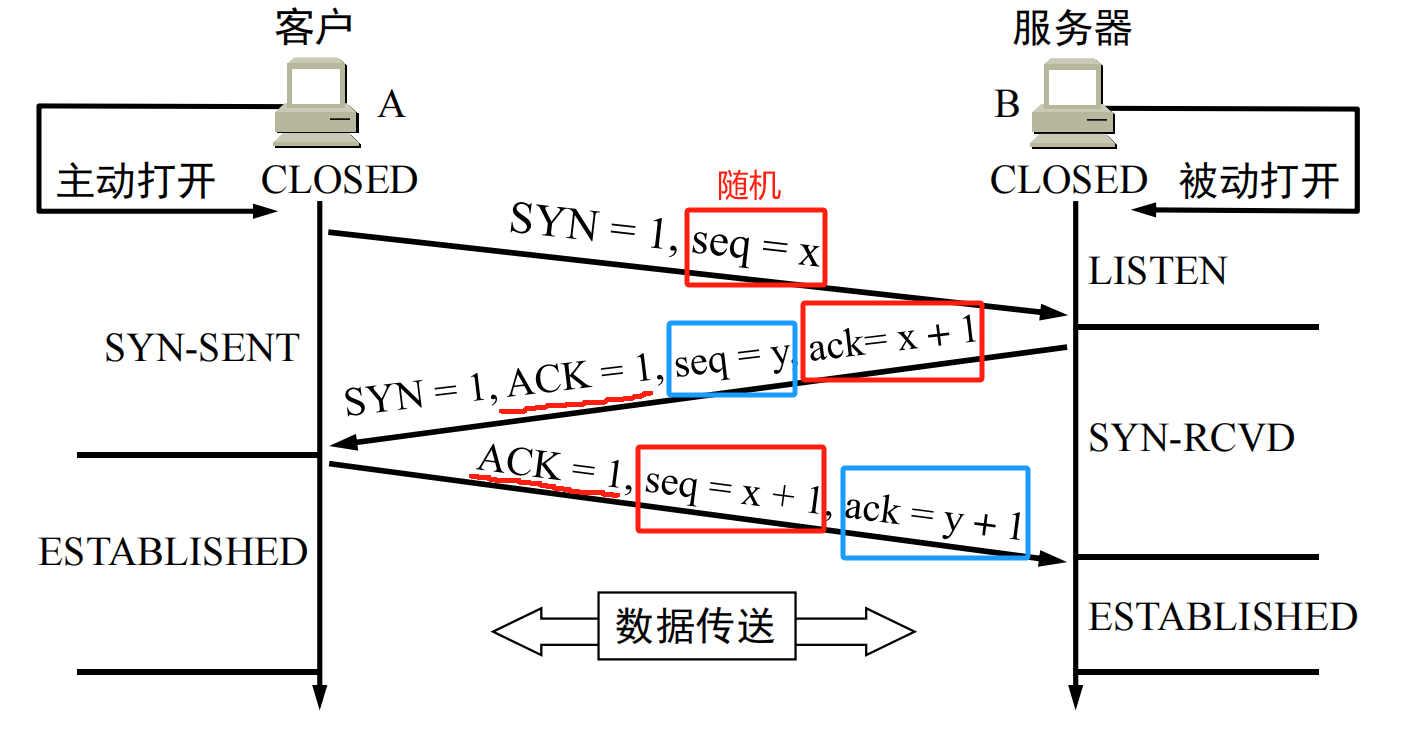 客户
服务器
A
B
主动打开
CLOSED
CLOSED
被动打开
随机
SYN = 1, seq = x
LISTEN
SYN-SENT
SYN = 1, ACK = 1, seq = y, ack= x + 1
SYN-RCVD
ACK = 1, seq = x + 1, ack = y + 1
ESTABLISHED
数据传送
ESTABLISHED